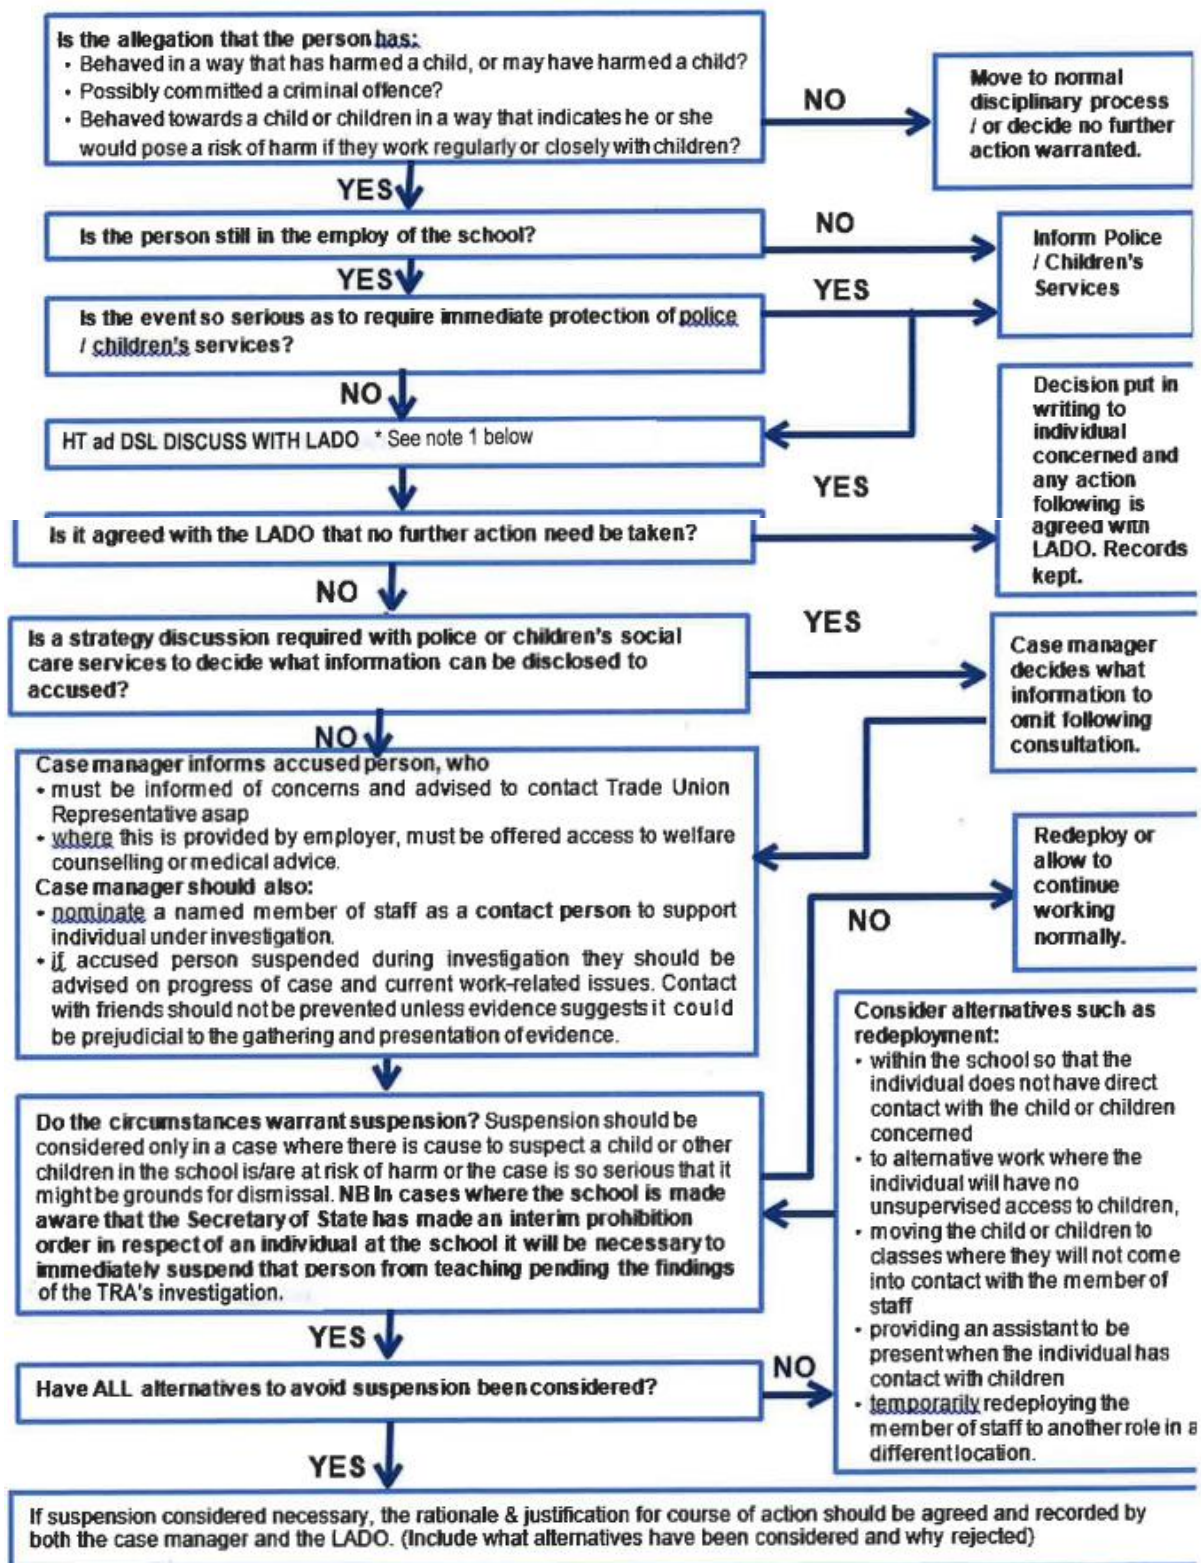 Is the allegation that the person has:
• Behaved in a way that has harmed a child, or may have harmed a child?
• Possibly committed a criminal offence?
• Behaved towards a child or children in a way that indicates he or she
would pose a risk of harm if they work regularly or closely with children?
NO
Move to normal
disciplinary process
/ or decide no further
action warranted.
YES
Is the person still in the employ of the school?
NO
Inform Police
/ Children's
Services
YES
Is the event so serious as to require immediate protection of police
/ children's services?
YES
NO
HT ad DSL DISCUSS WITH LADO * See note 1 below
Is it agreed with the LADO that no further action need be taken?
YES
Decision put in
writing to
individual
concerned and
any action
following is
agreed with
LADO. Records
kept.
NO
Is a strategy discussion required with police or children's social
care services to decide what information can be disclosed to
accused?
YES
Case manager
decides what
information to
omit following
consultation.
NO
Case manager informs accused person, who
• must be informed of concerns and advised to contact Trade Union
Representative asap
• where this is provided by employer, must be offered access to welfare
counselling or medical advice.
Case manager should also:
• nominate a named member of staff as a contact person to support
individual under investigation.
• if accused person suspended during investigation they should be
advised on progress of case and current work-related issues. Contact
with friends should not be prevented unless evidence suggests it could
be prejudicial to the gathering and presentation of evidence.
Do the circumstances warrant suspension? Suspension should be
considered only in a case where there is cause to suspect a child or other
children in the school is/are at risk of harm or the case is so serious that it
might be grounds for dismissal. NB In cases where the school is made
aware that the Secretary of State has made an interim prohibition
order in respect of an individual at the school it will be necessary to
immediately suspend that person from teaching pending the findings
of the TRA's investigation.
NO
Redeploy or
allow to
continue
working
normally.
YES
Have ALL alternatives to avoid suspension been considered?
NO
Consider alternatives such as
redeployment:
• within the school so that the
individual does not have direct
contact with the child or children
concerned
• to alternative work where the
individual will have no
unsupervised access to children,
• moving the child or children to
classes where they will not come
into contact with the member of
staff
• providing an assistant to be
present when the individual has
contact with children
• temporarily redeploying the
member of staff to another role in a
different location.
YES
If suspension considered necessary, the rationale & justification for course of action should be agreed and recorded by
both the case manager and the LADO. (Include what alternatives have been considered and why rejected)